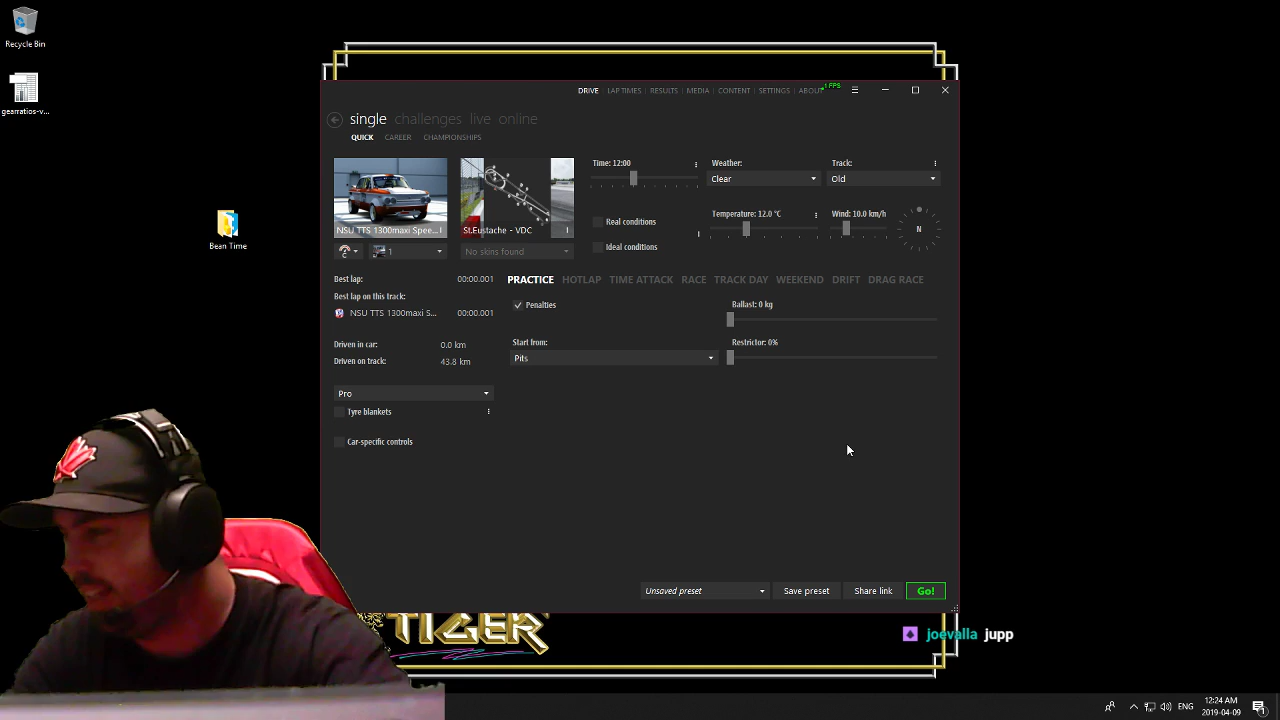 Recycle Bin
gearratios-v...
Bean Time
DRIVE LAP TIMES RESULTS MEDIA CONTENT SETTINGS ABOUT
single challenges live online
QUICK CAREER CHAMPIONSHIPS
NSU TTS 1300maxi Spee...
St.Eustache - VDC
Time: 12:00
Weather:
Track:
Clear
Old
Real conditions
Temperature: 12.0 °C
Wind: 10.0 km/h
N
Ideal conditions
C
1
No skins found
Best lap: 00:00.001
Best lap on this track:
NSU TTS 1300maxi S... 00:00.001
Driven in car: 0.0 km
Driven on track: 43.8 km
Pro
Tyre blankets
Car-specific controls
PRACTICE HOTLAP TIME ATTACK RACE TRACK DAY WEEKEND DRIFT DRAG RACE
Penalties
Ballast: 0 kg
Start from:
Restrictor: 0%
Pits
Unsaved preset
Save preset
Share link
Go!
TIGER
joevalla jupp
ENG
12:24 AM
2019-04-09